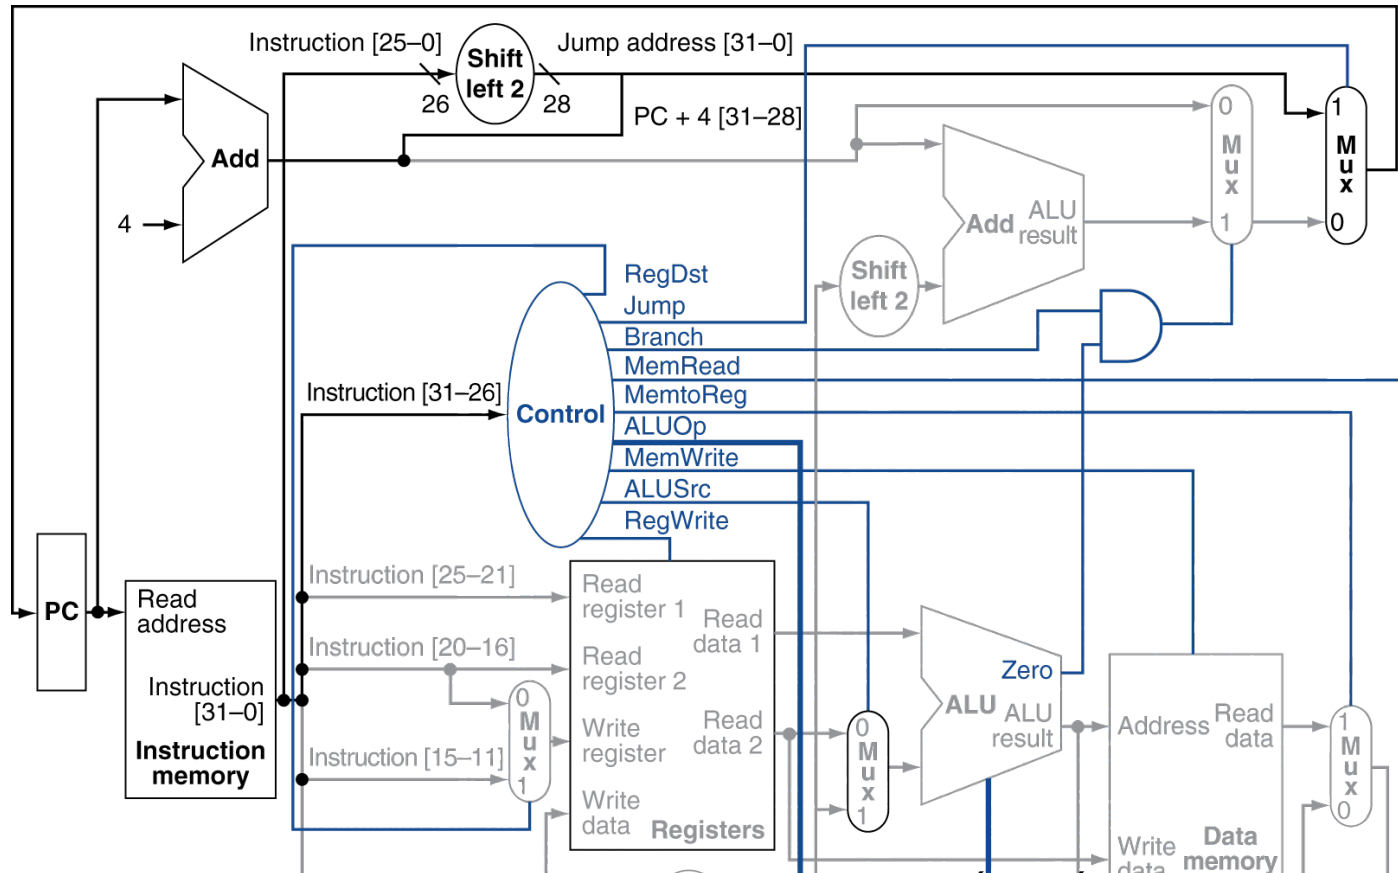 Instruction [25–0]
Shift
left 2
Jump address [31–0]
26
28
PC + 4 [31–28]
Add
4
0
M
u
x
1
1
M
u
x
0
Add
ALU
result
Shift
left 2
RegDst
Jump
Branch
MemRead
MemtoReg
ALUOp
MemWrite
ALUSrc
RegWrite
Instruction [31–26]
Control
PC
Read
address
Instruction
[31–0]
Instruction
memory
Instruction [25–21]
Instruction [20–16]
Instruction [15–11]
0
M
u
x
1
Read
register 1
Read
register 2
Write
register
Write
data
Read
data 1
Read
data 2
Registers
0
M
u
x
1
Zero
ALU
ALU
result
Address
Read
data
Write
data
Data
memory
1
M
u
x
0